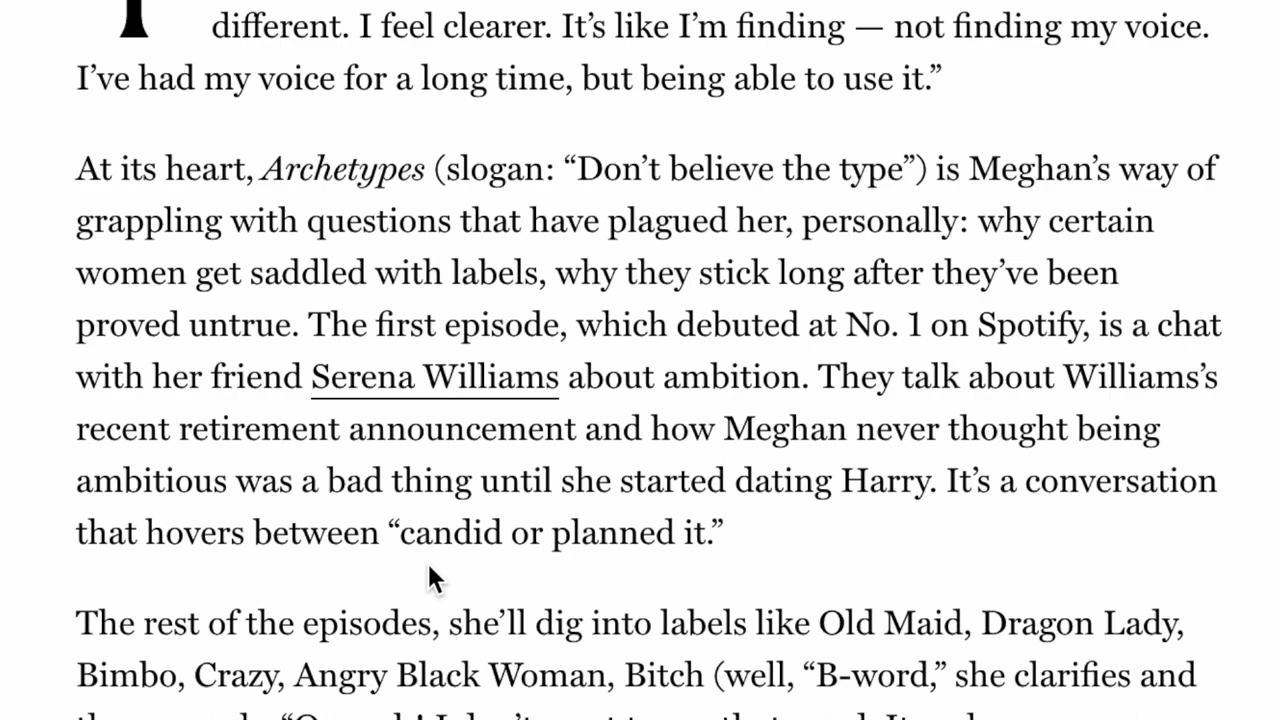 different. I feel clearer. It’s like I’m finding — not finding my voice.
I’ve had my voice for a long time, but being able to use it.”
At its heart, Archetypes (slogan: “Don’t believe the type”) is Meghan’s way of
grappling with questions that have plagued her, personally: why certain
women get saddled with labels, why they stick long after they’ve been
proved untrue. The first episode, which debuted at No. 1 on Spotify, is a chat
with her friend Serena Williams about ambition. They talk about Williams’s
recent retirement announcement and how Meghan never thought being
ambitious was a bad thing until she started dating Harry. It’s a conversation
that hovers between “candid or planned it.”
The rest of the episodes, she’ll dig into labels like Old Maid, Dragon Lady,
Bimbo, Crazy, Angry Black Woman, Bitch (well, “B-word,” she clarifies and